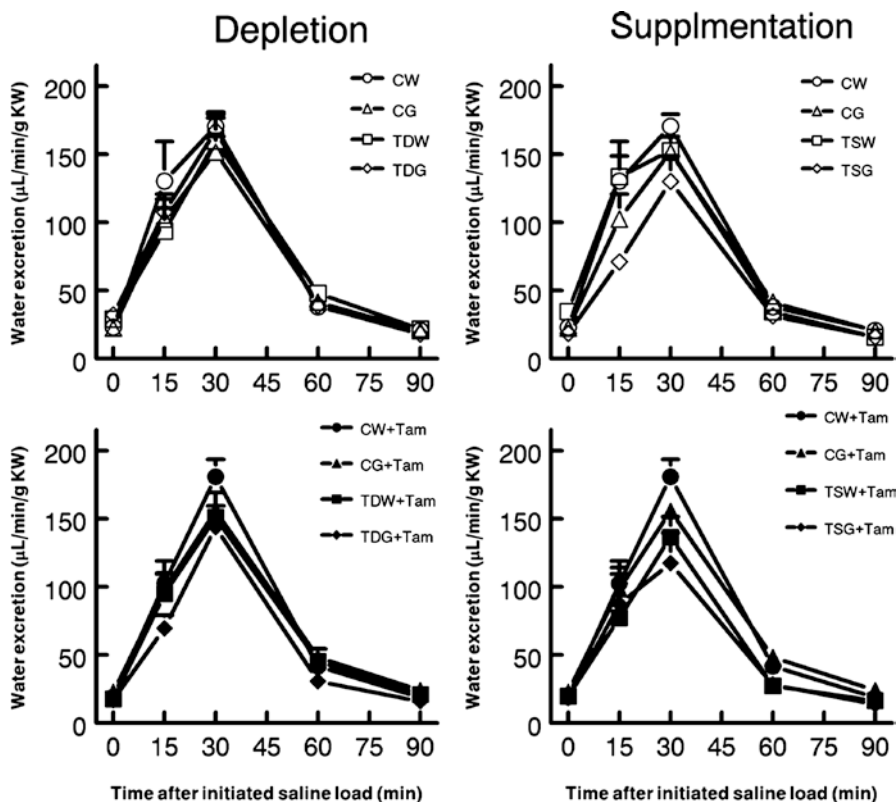 Depletion
Supplmentation
Water excretion (µL/min/g KW)
200
150
100
50
0
0 15 30 45 60 75 90
CW
CG
TDW
TDG
Water excretion (µL/min/g KW)
200
150
100
50
0
0 15 30 45 60 75 90
CW
CG
TSW
TSG
Water excretion (µL/min/g KW)
200
150
100
50
0
0 15 30 45 60 75 90
Time after initiated saline load (min)
CW+Tam
CG+Tam
TDW+Tam
TDG+Tam
Water excretion (µL/min/g KW)
200
150
100
50
0
0 15 30 45 60 75 90
Time after initiated saline load (min)
CW+Tam
CG+Tam
TSW+Tam
TSG+Tam